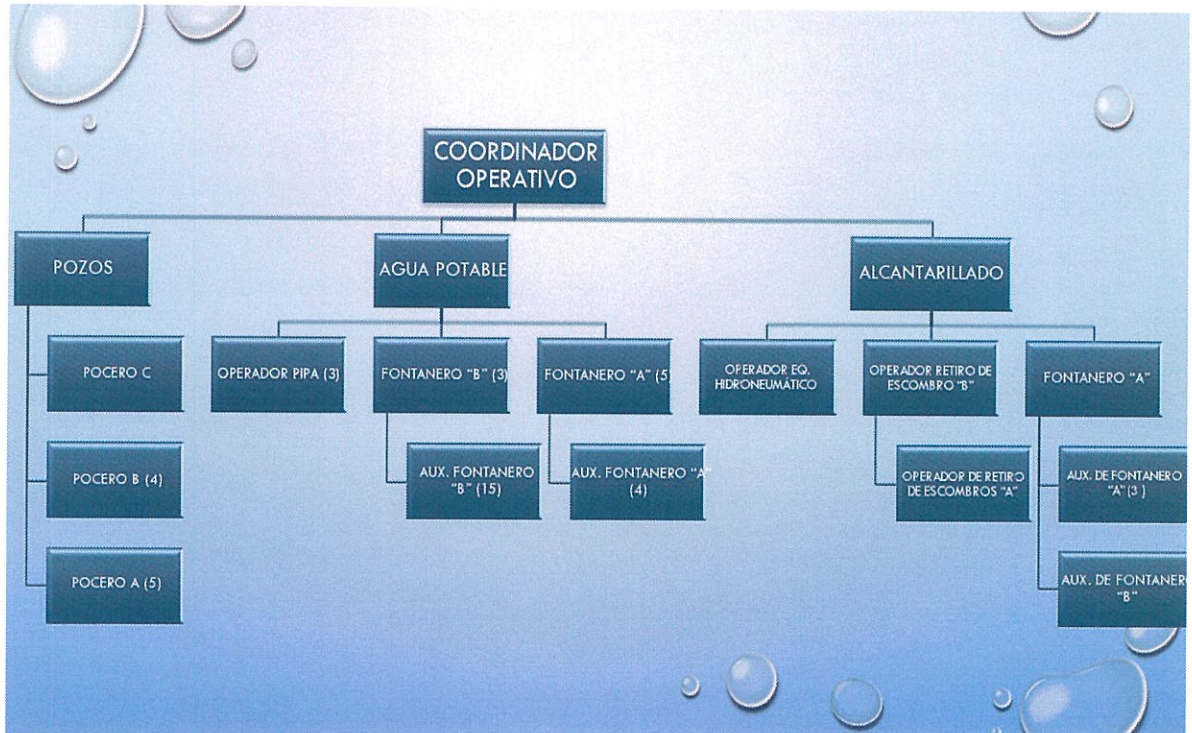 COORDINADOR
OPERATIVO
POZOS
AGUA POTABLE
ALCANTARILLADO
POCERO C
OPERADOR PIPA (3)
FONTANERO "B" (3)
FONTANERO "A" (5)
OPERADOR EQ.
HIDRONEUMÁTICO
OPERADOR RETIRO DE
ESCOMBRO "B"
FONTANERO "A"
POCERO B (4)
AUX. FONTANERO
"B" (15)
AUX. FONTANERO "A"
(4)
OPERADOR DE RETIRO
DE ESCOMBROS "A"
AUX. DE FONTANERO
"A" (3 )
POCERO A (5)
AUX. DE FONTANERO
"B"